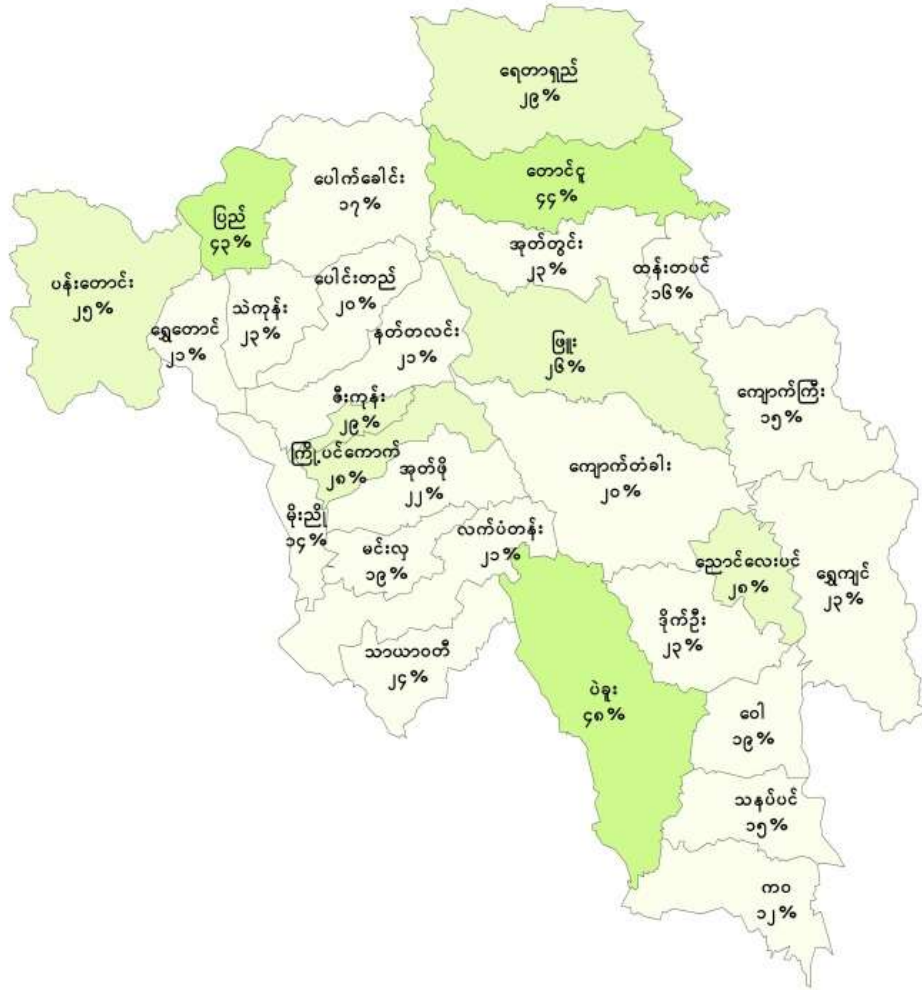 ရေတာရှည်
၂၉%
တောင်ငူ
၄၄%
ပေါက်ခေါင်း
၁၇%
ပြည်
၄၃%
အုတ်တွင်း
၂၃%
ထန်းတပင်
၁၆%
ပန်းတောင်း
၂၅%
ပေါင်းတည်
၂၀%
သဲကုန်း
၂၃%
ရွှေတောင်
၂၁%
နတ်တလင်း
၂၁%
ဖြူး
၂၆%
ကျောက်ကြီး
၁၅%
ဇီးကုန်း
၂၉%
ကြို့ပင်ကောက်
၂၈%
အုတ်ဖို
၂၂%
ကျောက်တံခါး
၂၀%
မိုးညို
၁၄%
မင်းလှ
၁၉%
လက်ပံတန်း
၂၁%
ညောင်လေးပင်
၂၈%
ရွှေကျင်
၂၃%
ဒိုက်ဦး
၂၃%
သာယာဝတီ
၂၄%
ပဲခူး
၄၈%
ဝေါ
၁၉%
သနပ်ပင်
၁၅%
ကဝ
၁၂%